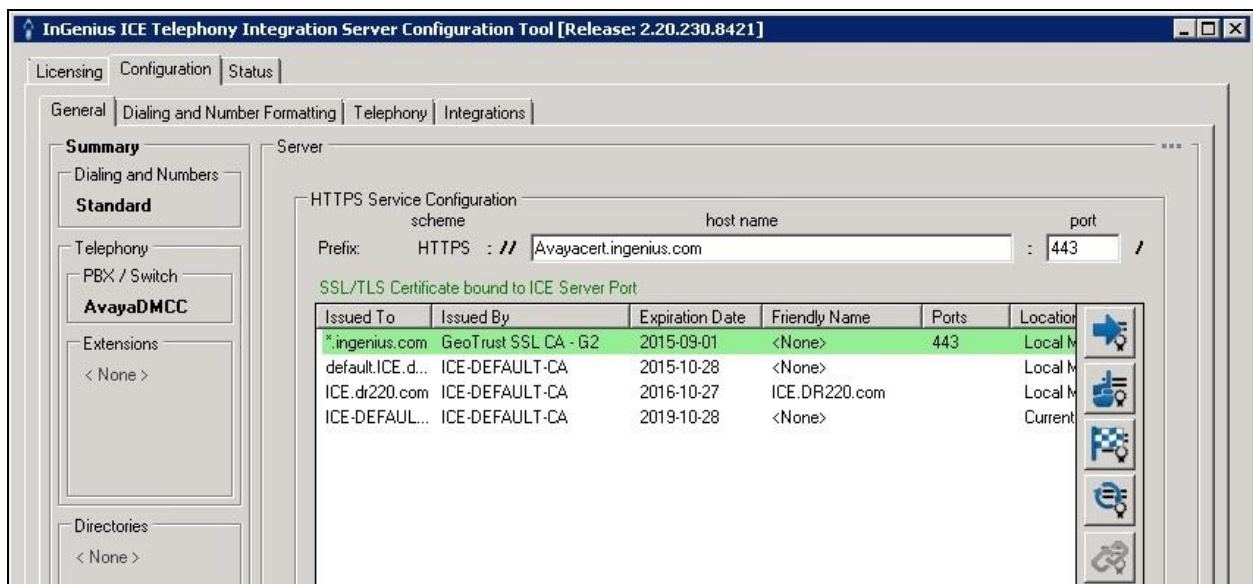 InGenius ICE Telephony Integration Server Configuration Tool [Release: 2.20.230.8421]
Licensing Configuration Status
General Dialing and Number Formatting Telephony Integrations
Summary
Dialing and Numbers
Standard
Telephony
PBX / Switch
AvayaDMCC
Extensions
< None >
Directories
< None >
Server
HTTPS Service Configuration
scheme host name port
Prefix: HTTPS : // Avayacert.ingenius.com : 443 /
SSL/TLS Certificate bound to ICE Server Port
Issued To Issued By Expiration Date Friendly Name Ports Location
*.ingenius.com GeoTrust SSL CA - G2 2015-09-01 <None> 443 Local M
default.ICE.d... ICE-DEFAULT-CA 2015-10-28 <None> Local M
ICE.dr220.com ICE-DEFAULT-CA 2016-10-27 ICE.DR220.com Local M
ICE-DEFAUL... ICE-DEFAULT-CA 2019-10-28 <None> Current